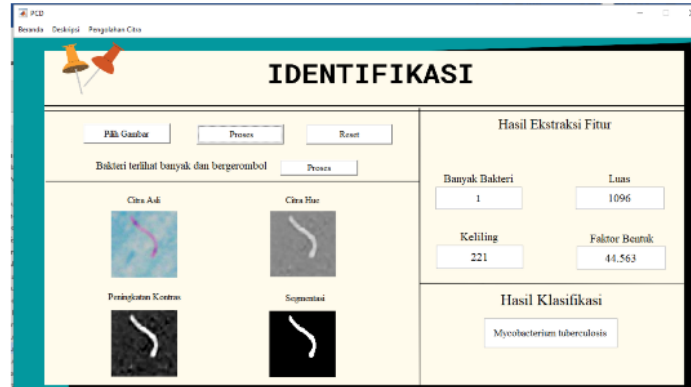 PCD
Beranda Deskripsi Pengolahan Citra
IDENTIFIKASI
Pilih Gambar Proses Reset
Bakteri terlihat banyak dan bergerombol Proses
Citra Asli Citra Hue
Peningkatan Kontras Segmentasi
Hasil Ekstraksi Fitur
Banyak Bakteri Luas
1 1096
Keliling Faktor Bentuk
221 44.563
Hasil Klasifikasi
Mycobacterium tuberculosis